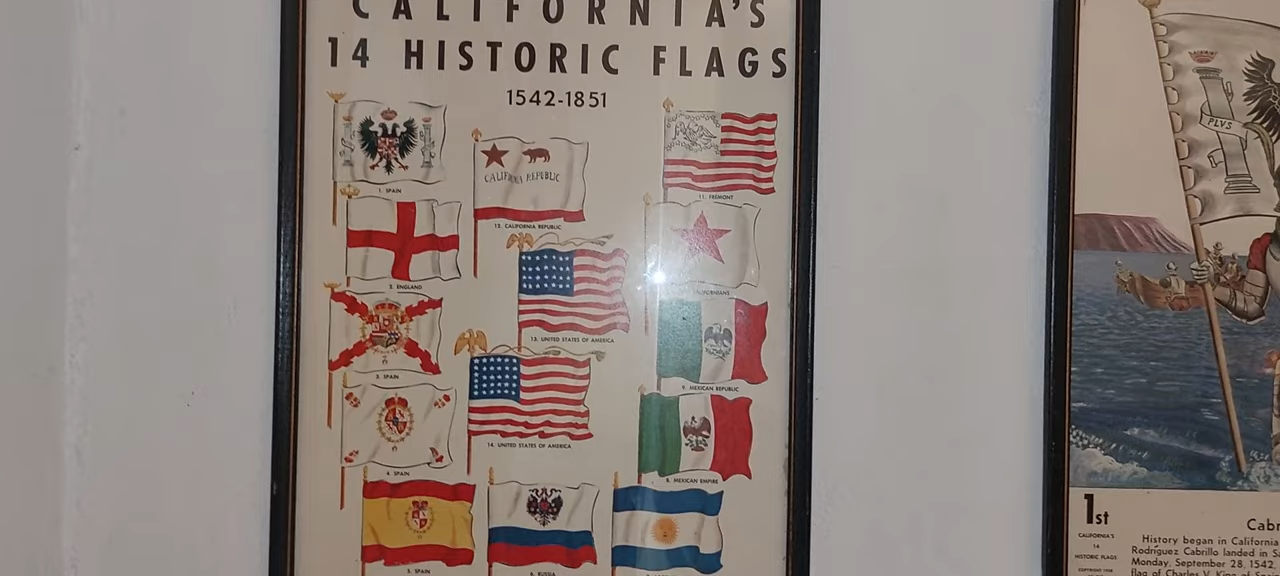 CALIFORNIA'S
14 HISTORIC FLAGS
1542-1851
1. SPAIN
2. ENGLAND
3. SPAIN
4. SPAIN
5. SPAIN
6. RUSSIA
CALIFORNIA REPUBLIC
12. CALIFORNIA REPUBLIC
13. UNITED STATES OF AMERICA
14. UNITED STATES OF AMERICA
11. FREMONT
9. MEXICAN REPUBLIC
8. MEXICAN EMPIRE
PLVS
1st
CALIFORNIA'S
14
HISTORIC FLAGS
Cabr
History began in California
Rodríguez Cabrillo landed in S
Monday, September 28, 1542,
flag of Charles V, King of